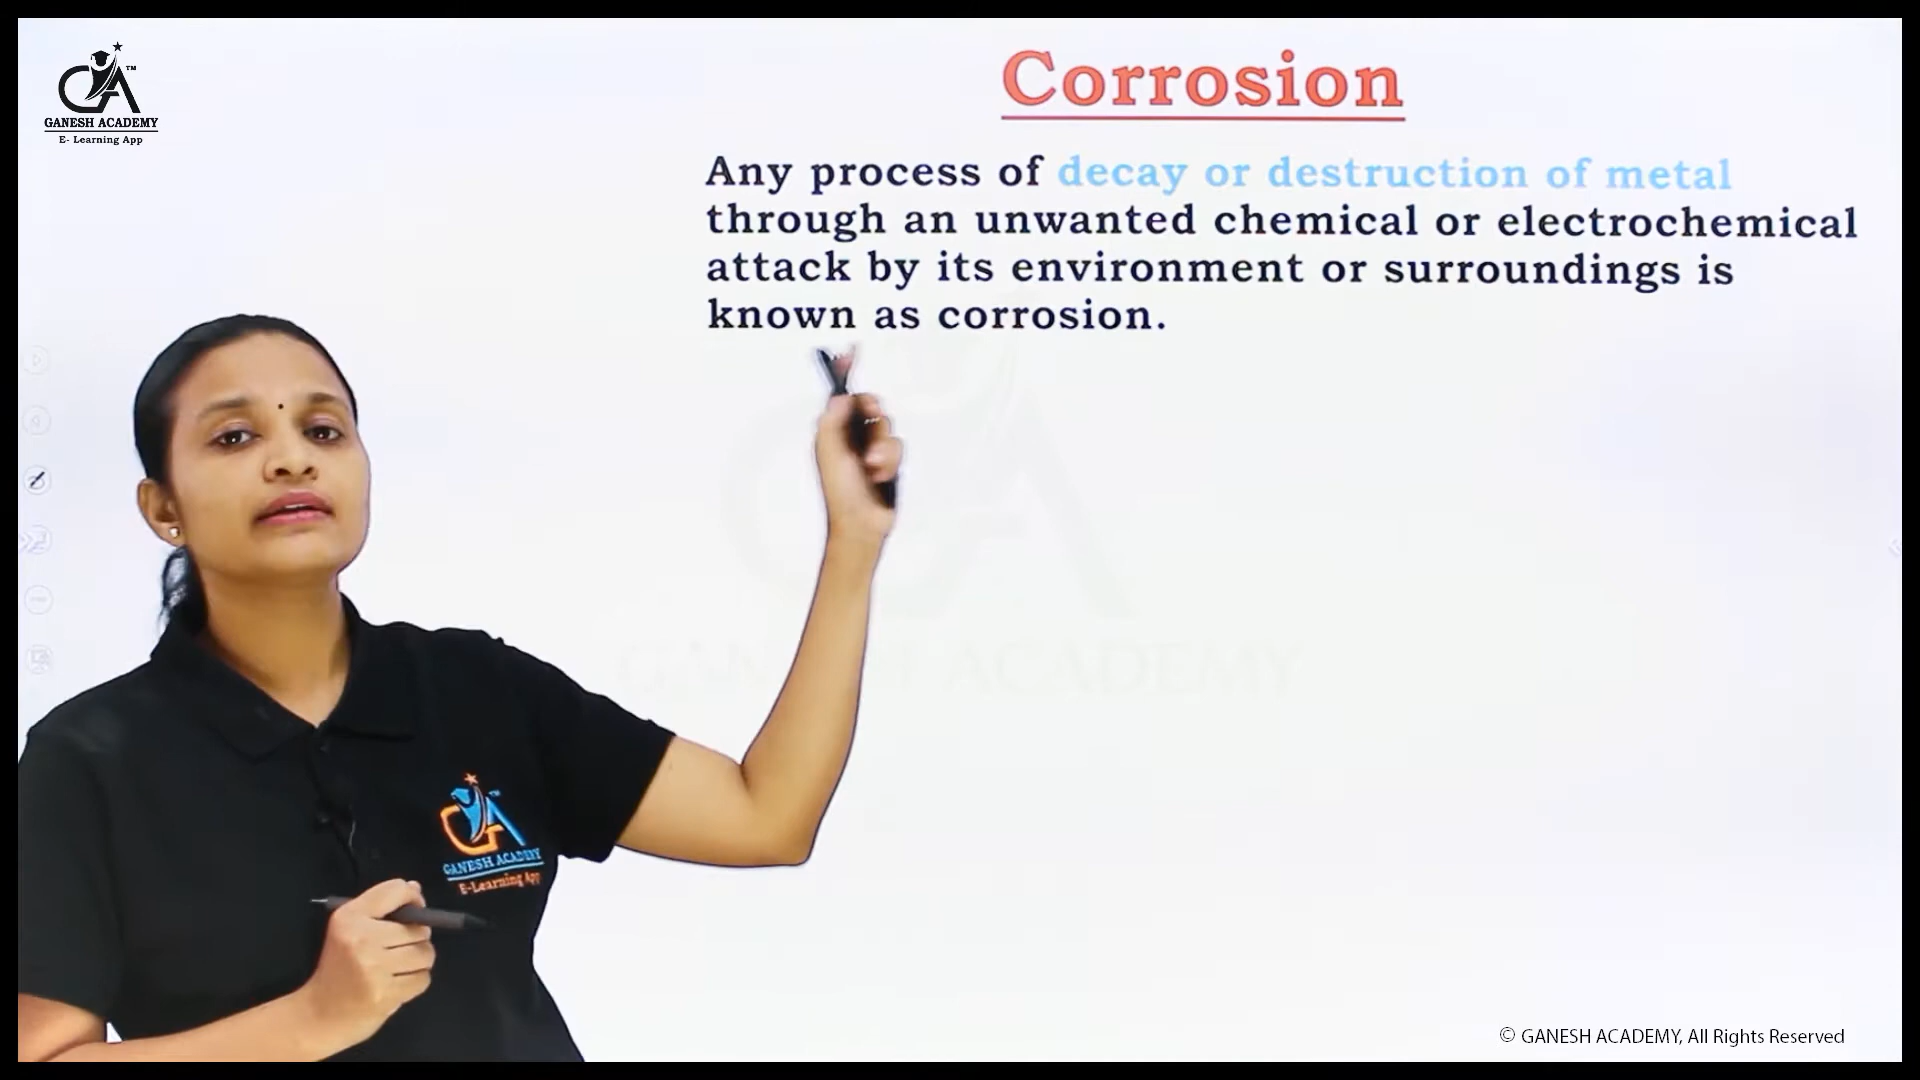 GANESH ACADEMY
E- Learning App
Corrosion
Any process of decay or destruction of metal
through an unwanted chemical or electrochemical
attack by its environment or surroundings is
known as corrosion.
GANESH ACADEMY
GANESH ACADEMY
E-Learning App
© GANESH ACADEMY, All Rights Reserved